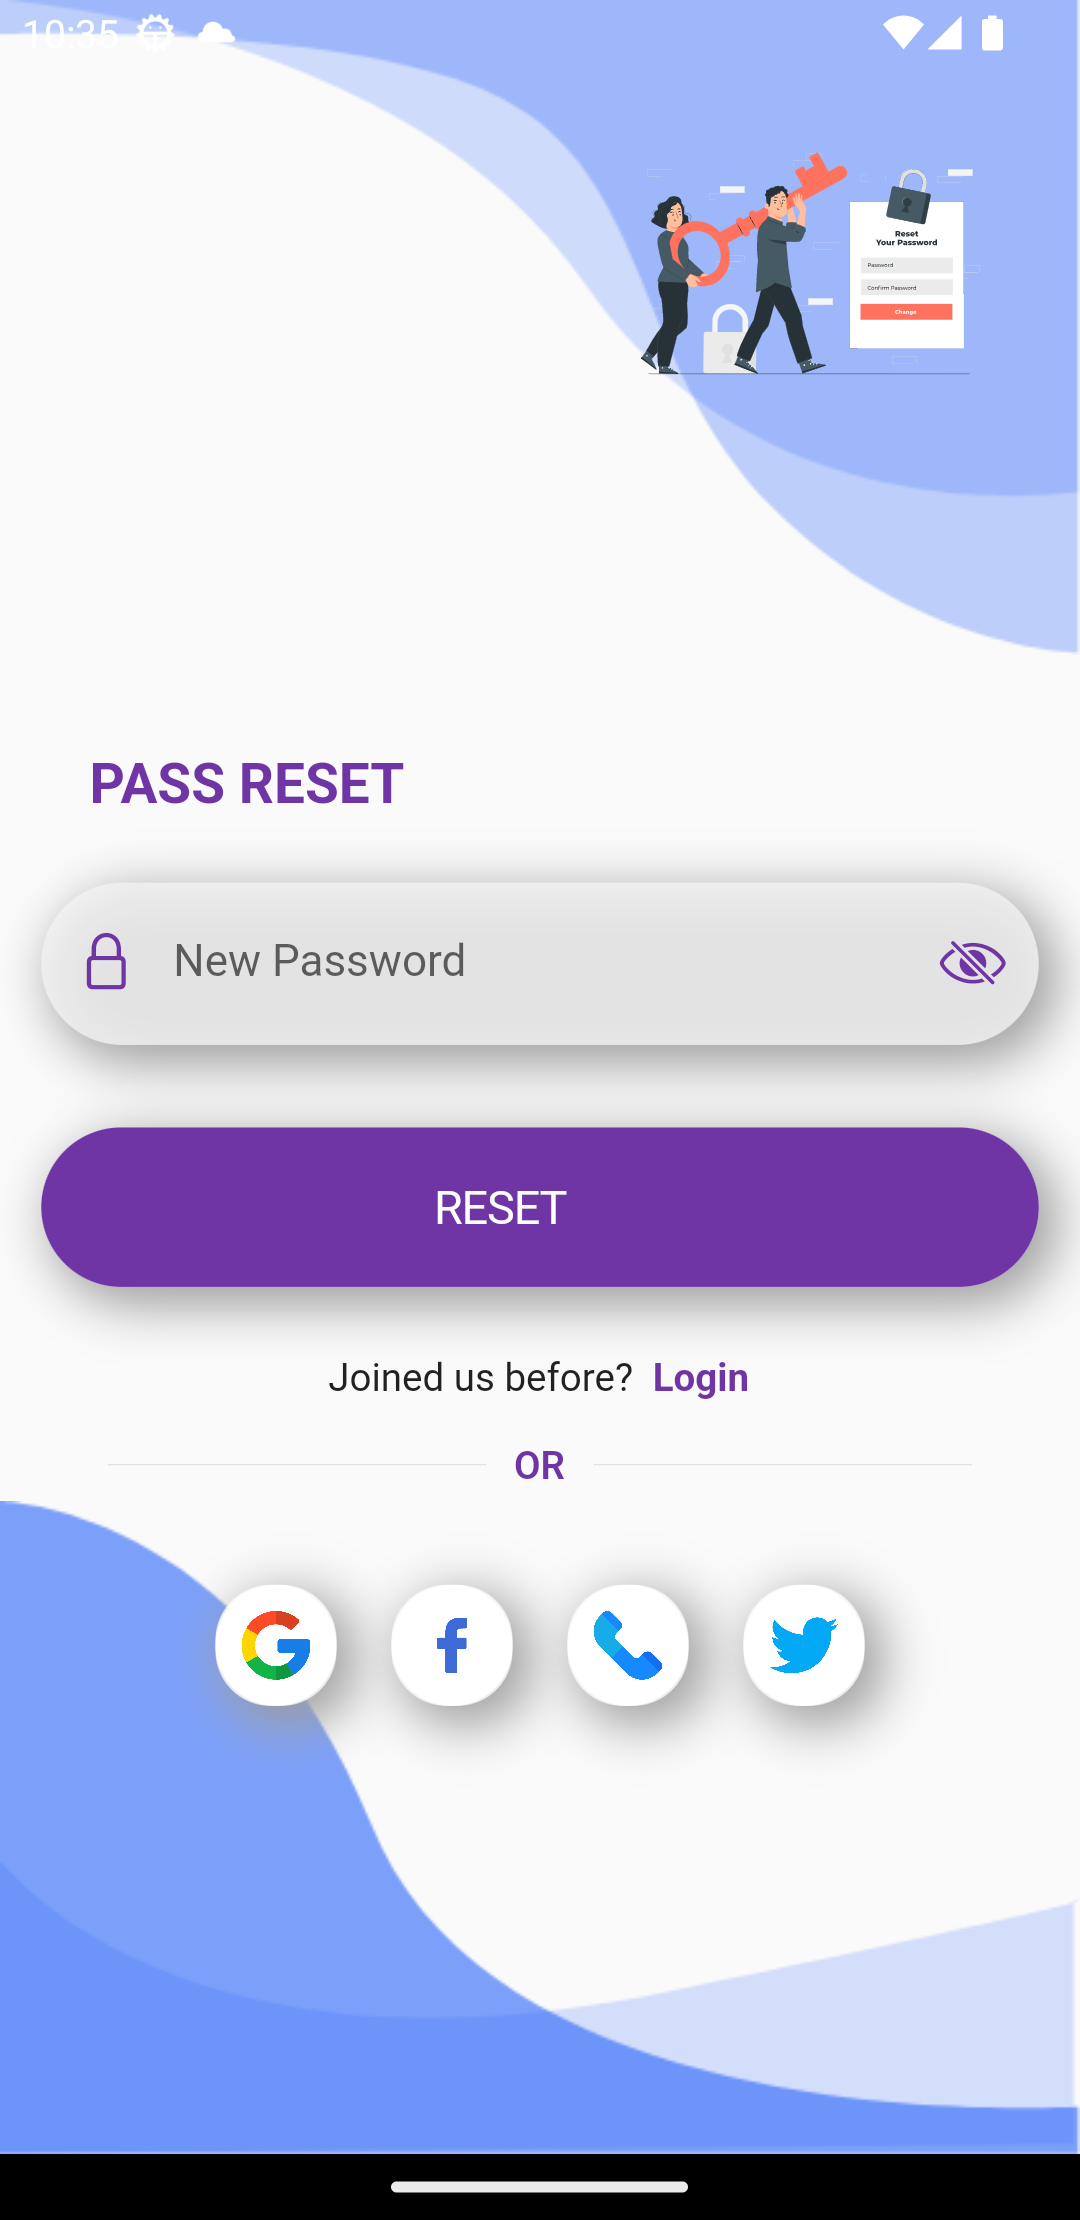 10:35
Reset
Your Password
Password
Confirm Password
Change
PASS RESET
New Password
RESET
Joined us before? Login
OR